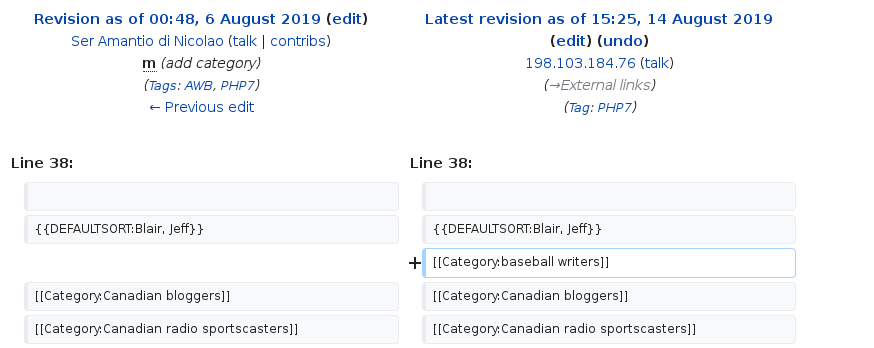 Revision as of 00:48, 6 August 2019 (edit)
Ser Amantio di Nicolao (talk | contribs)
m (add category)
(Tags: AWB, PHP7)
← Previous edit
Latest revision as of 15:25, 14 August 2019
(edit) (undo)
198.103.184.76 (talk)
(→External links)
(Tag: PHP7)
Line 38:
Line 38:
{{DEFAULTSORT:Blair, Jeff}}
{{DEFAULTSORT:Blair, Jeff}}
+ [[Category:baseball writers]]
[[Category:Canadian bloggers]]
[[Category:Canadian bloggers]]
[[Category:Canadian radio sportscasters]]
[[Category:Canadian radio sportscasters]]